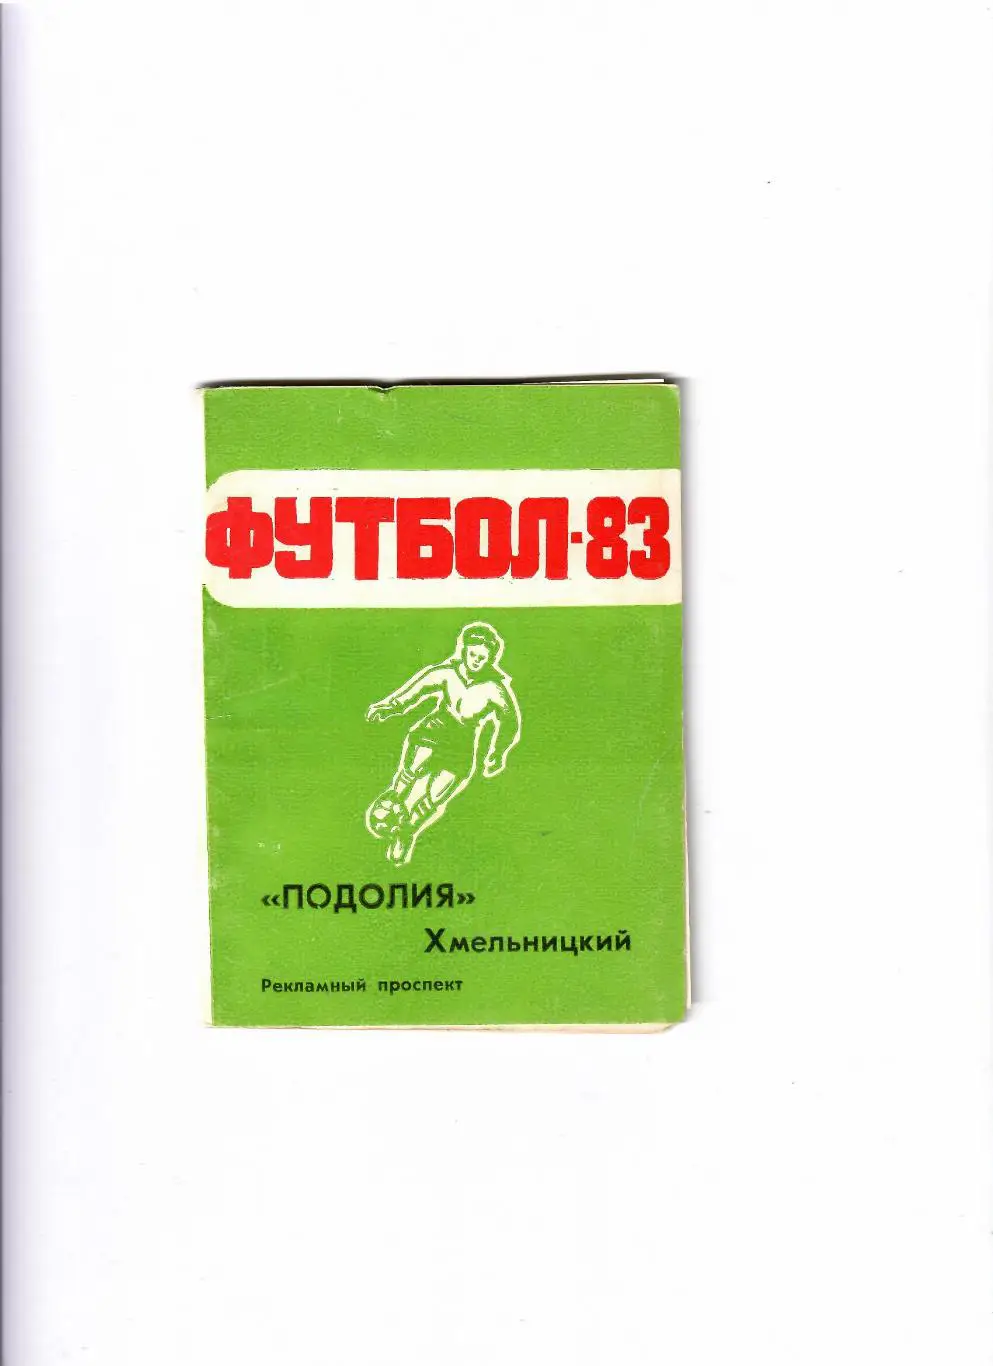 ФУТБОЛ-83
«ПОДОЛИЯ»
Хмельницкий
Рекламный проспект